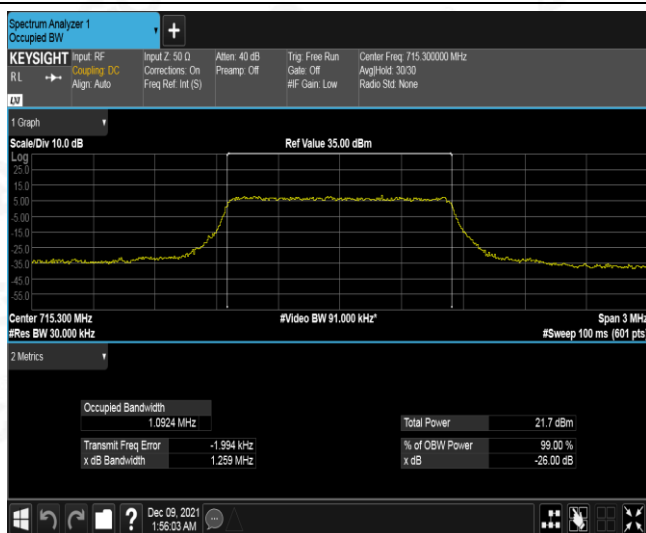 Spectrum Analyzer 1
Occupied BW
+
KEYSIGHT
RL
LXI
Input: RF
Coupling: DC
Align: Auto
Input Z: 50 Ω
Corrections: On
Freq Ref: Int (S)
Atten: 40 dB
Preamp: Off
Trig: Free Run
Gate: Off
#IF Gain: Low
Center Freq: 715.300000 MHz
Avg|Hold: 30/30
Radio Std: None
1 Graph
Scale/Div 10.0 dB
Ref Value 35.00 dBm
Log
25.0
15.0
5.00
-5.00
-15.0
-25.0
-35.0
-45.0
-55.0
Center 715.300 MHz
#Video BW 91.000 kHz*
Span 3 MHz
#Res BW 30.000 kHz
#Sweep 100 ms (601 pts)
2 Metrics
Occupied Bandwidth
1.0924 MHz
Total Power 21.7 dBm
Transmit Freq Error -1.994 kHz
% of OBW Power 99.00 %
x dB Bandwidth 1.259 MHz
x dB -26.00 dB
?
Dec 09, 2021
1:56:03 AM